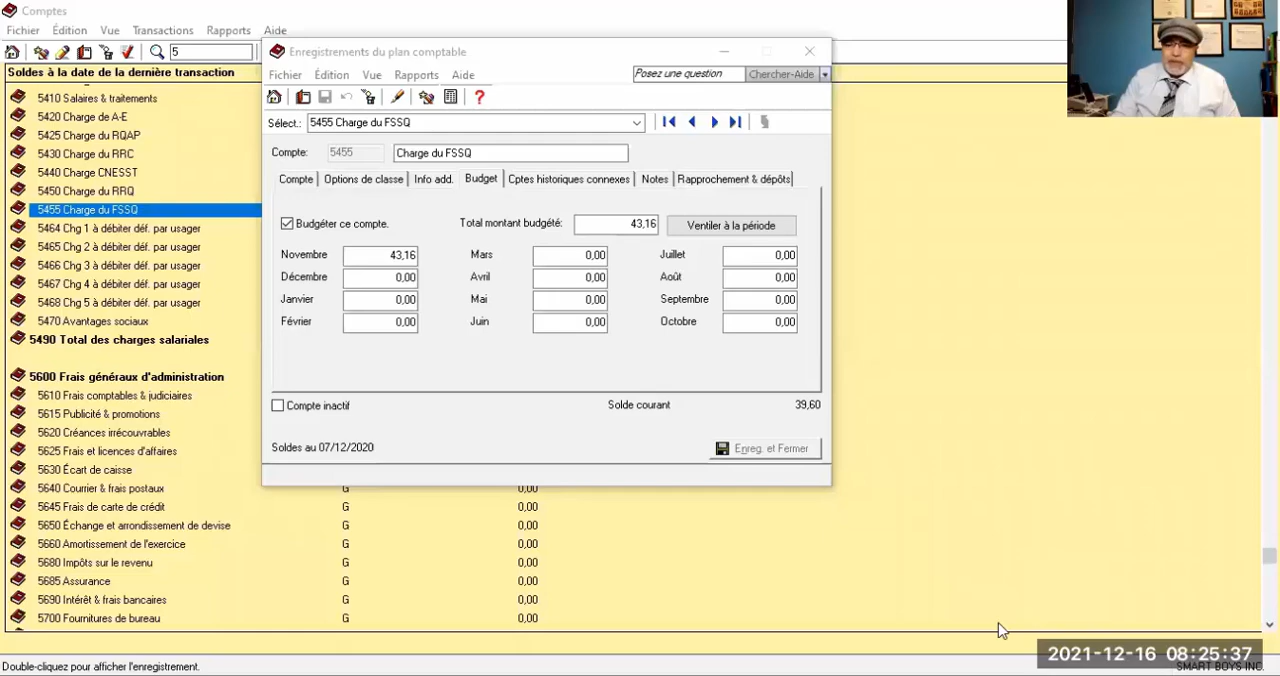 Comptes
Fichier Édition Vue Transactions Rapports Aide
5
Soldes à la date de la dernière transaction
5410 Salaires & traitements
5420 Charge de A-E
5425 Charge du RQAP
5430 Charge du RRC
5440 Charge CNESST
5450 Charge du RRQ
5455 Charge du FSSQ
5464 Chg 1 à débiter déf. par usager
5465 Chg 2 à débiter déf. par usager
5466 Chg 3 à débiter déf. par usager
5467 Chg 4 à débiter déf. par usager
5468 Chg 5 à débiter déf. par usager
5470 Avantages sociaux
5490 Total des charges salariales
5600 Frais généraux d'administration
5610 Frais comptables & judiciaires
5615 Publicité & promotions
5620 Créances irrécouvrables
5625 Frais et licences d'affaires
5630 Écart de caisse
5640 Courrier & frais postaux G 0,00
5645 Frais de carte de crédit G 0,00
5650 Échange et arrondissement de devise G 0,00
5660 Amortissement de l'exercice G 0,00
5680 Impôts sur le revenu G 0,00
5685 Assurance G 0,00
5690 Intérêt & frais bancaires G 0,00
5700 Fournitures de bureau G 0,00
Double-cliquez pour afficher l'enregistrement.
Enregistrements du plan comptable
Fichier Édition Vue Rapports Aide
Posez une question Chercher-Aide
Sélect.: 5455 Charge du FSSQ
Compte: 5455 Charge du FSSQ
Compte Options de classe Info add. Budget Cptes historiques connexes Notes Rapprochement & dépôts
Budgéter ce compte. Total montant budgété: 43,16 Ventiler à la période
Novembre 43,16 Mars 0,00 Juillet 0,00
Décembre 0,00 Avril 0,00 Août 0,00
Janvier 0,00 Mai 0,00 Septembre 0,00
Février 0,00 Juin 0,00 Octobre 0,00
Compte inactif Solde courant 39,60
Soldes au 07/12/2020 Enreg. et Fermer
2021-12-16 08:25:37
SMART BOYS INC.